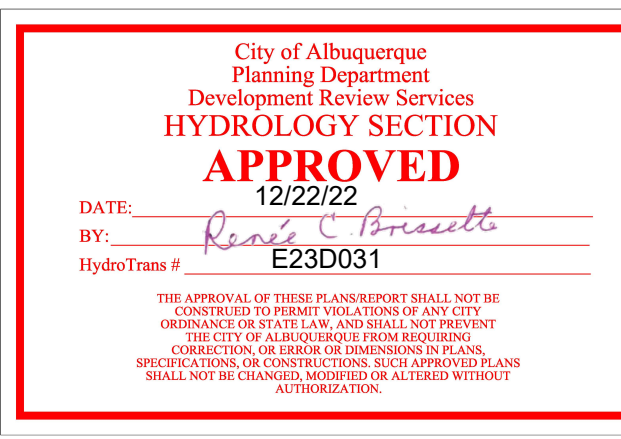 City of Albuquerque
Planning Department
Development Review Services
HYDROLOGY SECTION
APPROVED
DATE: 12/22/22
BY: Renée C. Brissette
HydroTrans # E23D031
THE APPROVAL OF THESE PLANS/REPORT SHALL NOT BE
CONSTRUED TO PERMIT VIOLATIONS OF ANY CITY
ORDINANCE OR STATE LAW, AND SHALL NOT PREVENT
THE CITY OF ALBUQUERQUE FROM REQUIRING
CORRECTION, OR ERROR OR DIMENSIONS IN PLANS,
SPECIFICATIONS, OR CONSTRUCTIONS. SUCH APPROVED PLANS
SHALL NOT BE CHANGED, MODIFIED OR ALTERED WITHOUT
AUTHORIZATION.